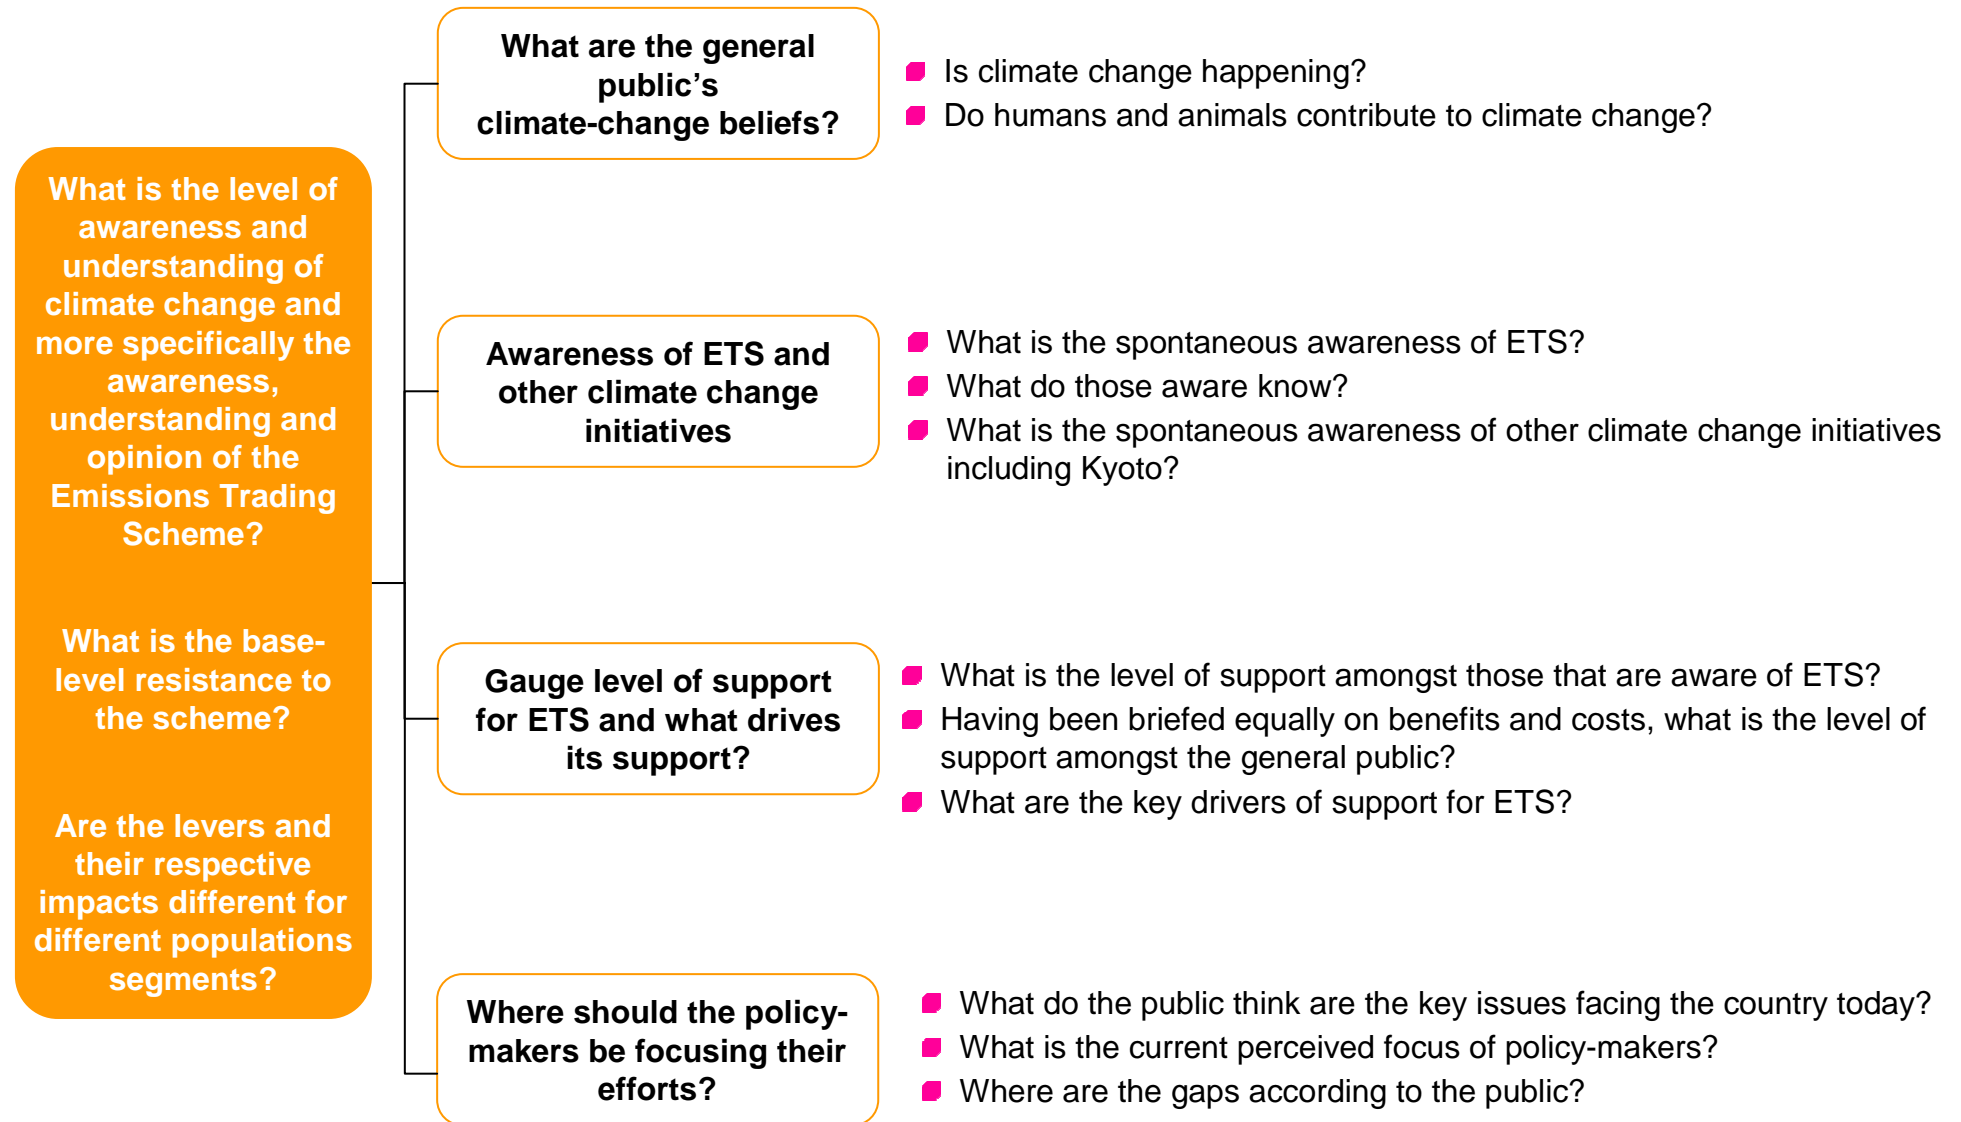 What is the level of
awareness and
understanding of
climate change and
more specifically the
awareness,
understanding and
opinion of the
Emissions Trading
Scheme?
What is the base-
level resistance to
the scheme?
Are the levers and
their respective
impacts different for
different populations
segments?
What are the general
public’s
climate-change beliefs?
Is climate change happening?
Do humans and animals contribute to climate change?
Awareness of ETS and
other climate change
initiatives
What is the spontaneous awareness of ETS?
What do those aware know?
What is the spontaneous awareness of other climate change initiatives
including Kyoto?
Gauge level of support
for ETS and what drives
its support?
What is the level of support amongst those that are aware of ETS?
Having been briefed equally on benefits and costs, what is the level of
support amongst the general public?
What are the key drivers of support for ETS?
Where should the policy-
makers be focusing their
efforts?
What do the public think are the key issues facing the country today?
What is the current perceived focus of policy-makers?
Where are the gaps according to the public?